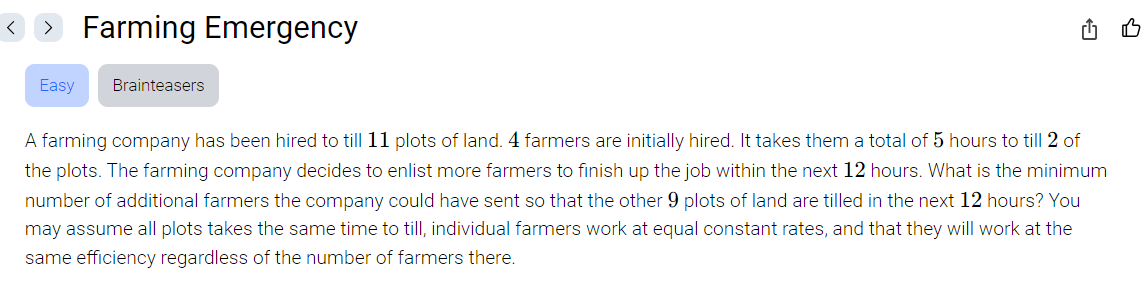 Farming Emergency
Easy Brainteasers
A farming company has been hired to till 11 plots of land. 4 farmers are initially hired. It takes them a total of 5 hours to till 2 of
the plots. The farming company decides to enlist more farmers to finish up the job within the next 12 hours. What is the minimum
number of additional farmers the company could have sent so that the other 9 plots of land are tilled in the next 12 hours? You
may assume all plots takes the same time to till, individual farmers work at equal constant rates, and that they will work at the
same efficiency regardless of the number of farmers there.